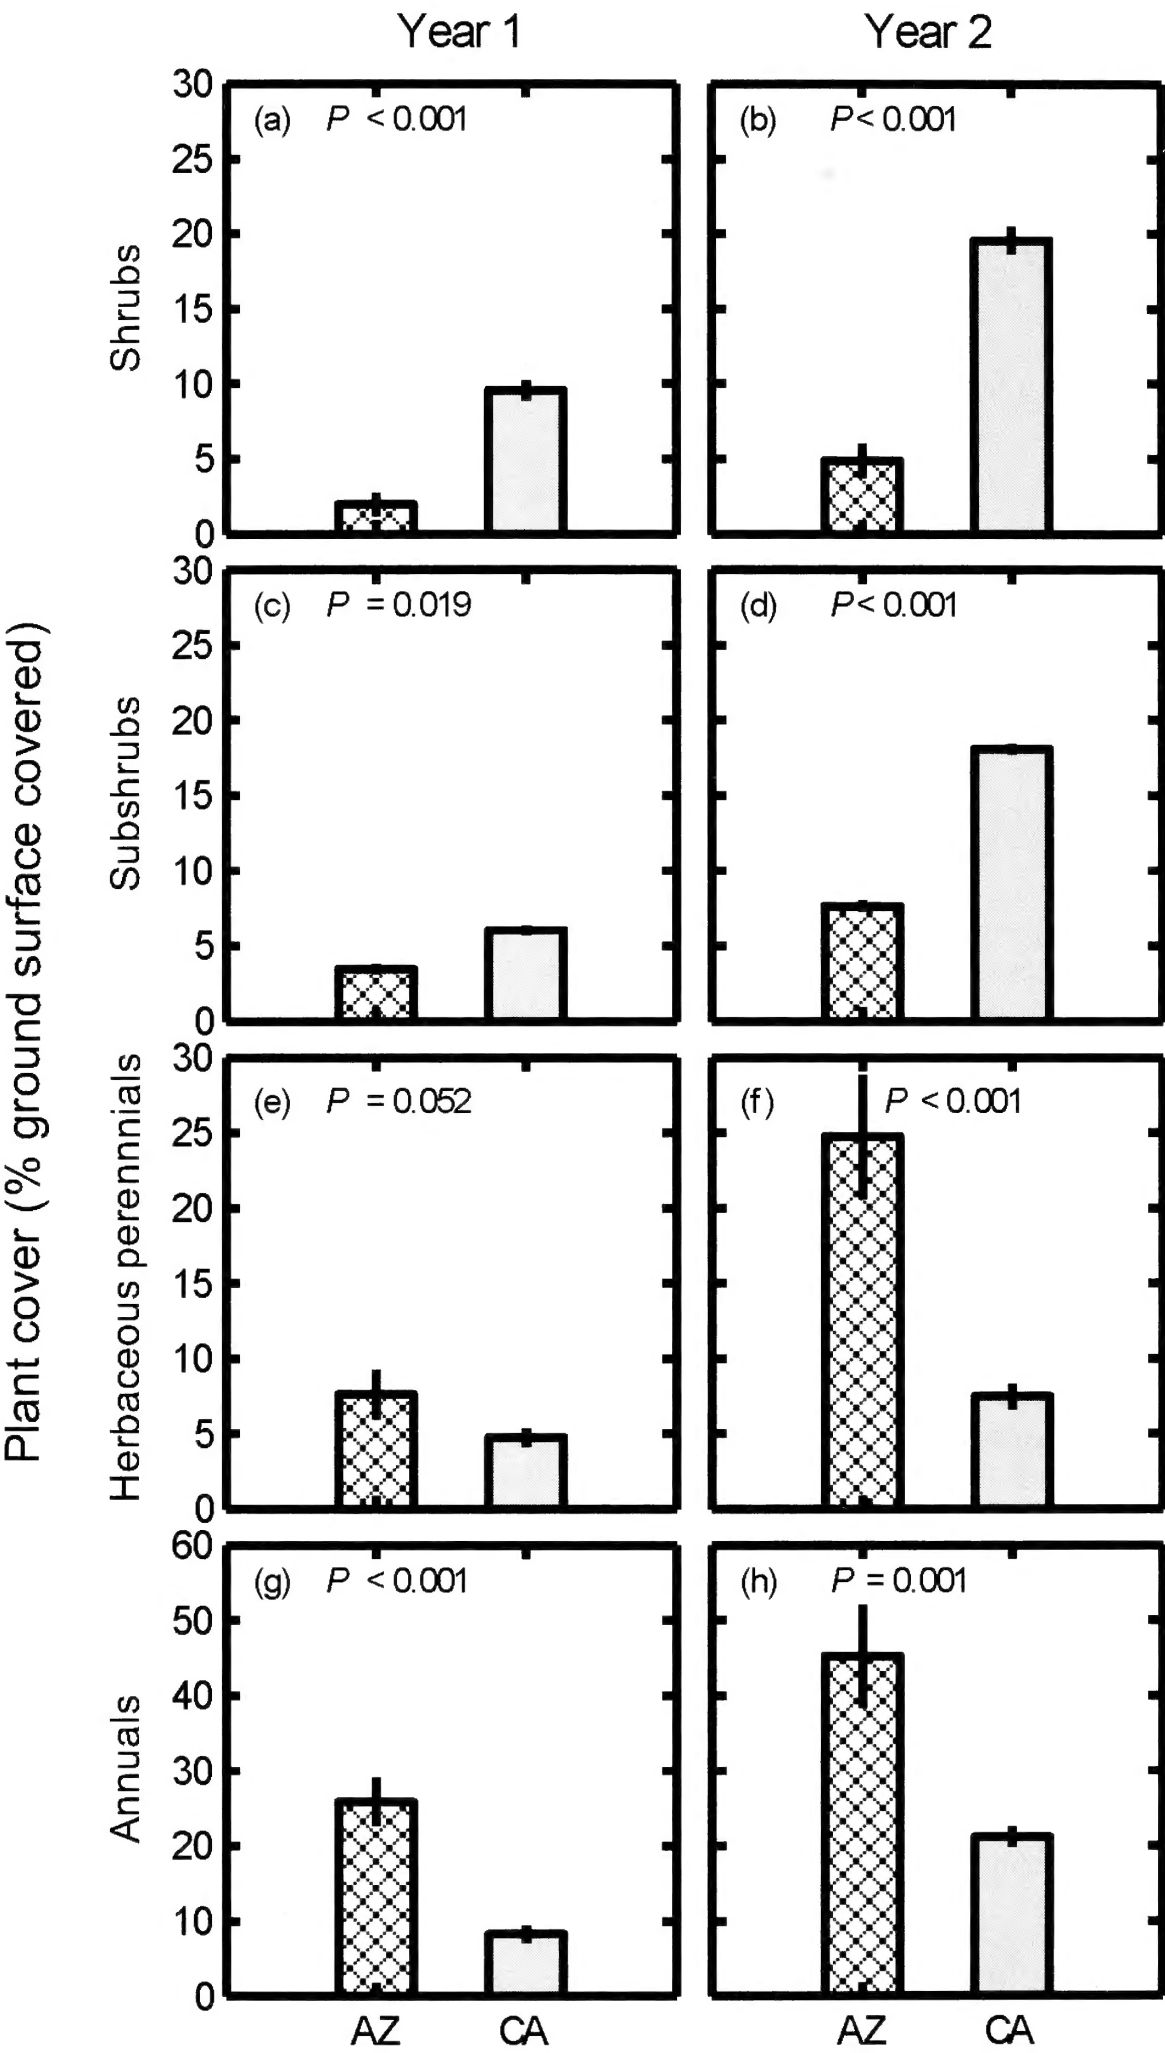 Year 1
Year 2
Plant cover (% ground surface covered)
Shrubs
30
25
20
15
10
5
0
(a) P < 0.001
(b) P < 0.001
Subshrubs
30
25
20
15
10
5
0
(c) P = 0.019
(d) P < 0.001
Herbaceous perennials
30
25
20
15
10
5
0
(e) P = 0.052
(f) P < 0.001
Annuals
60
50
40
30
20
10
0
(g) P < 0.001
(h) P = 0.001
AZ CA
AZ CA